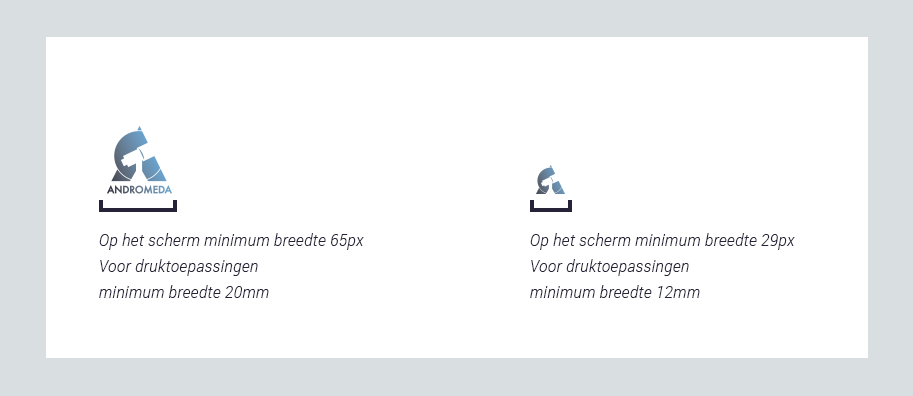 ANDROMEDA
Op het scherm minimum breedte 65px
Voor druktoepassingen
minimum breedte 20mm
Op het scherm minimum breedte 29px
Voor druktoepassingen
minimum breedte 12mm